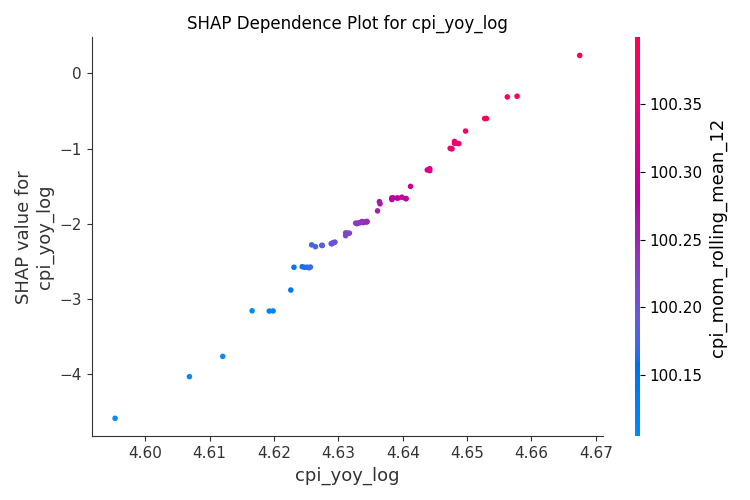 SHAP Dependence Plot for cpi_yoy_log
SHAP value for
cpi_yoy_log
0
−1
−2
−3
−4
4.60 4.61 4.62 4.63 4.64 4.65 4.66 4.67
cpi_yoy_log
100.35
100.30
100.25
100.20
100.15
cpi_mom_rolling_mean_12